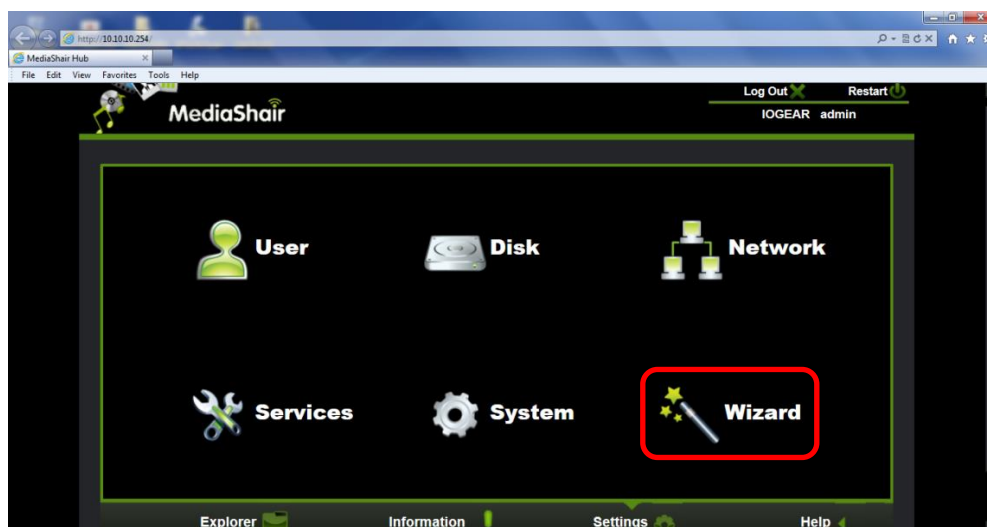 http://10.10.10.254/
MediaShair Hub
File Edit View Favorites Tools Help
Log Out Restart
MediaShair
IOGEAR admin
User Disk Network
Services System Wizard
Explorer Information Settings Help